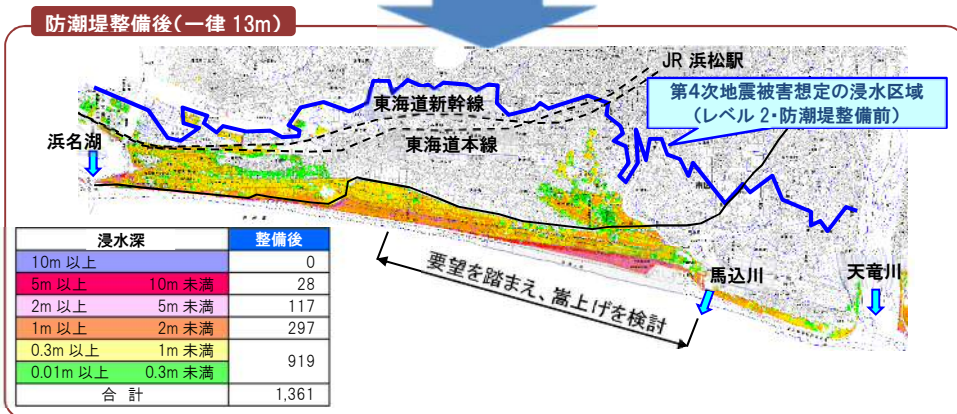 防潮堤整備後(一律 13m)
JR 浜松駅
第4次地震被害想定の浸水区域
(レベル 2・防潮堤整備前)
東海道新幹線
東海道本線
浜名湖
馬込川
天竜川
要望を踏まえ、嵩上げを検討
浸水深 整備後
10m 以上 0
5m 以上 10m 未満 28
2m 以上 5m 未満 117
1m 以上 2m 未満 297
0.3m 以上 1m 未満 919
0.01m 以上 0.3m 未満
合 計 1,361